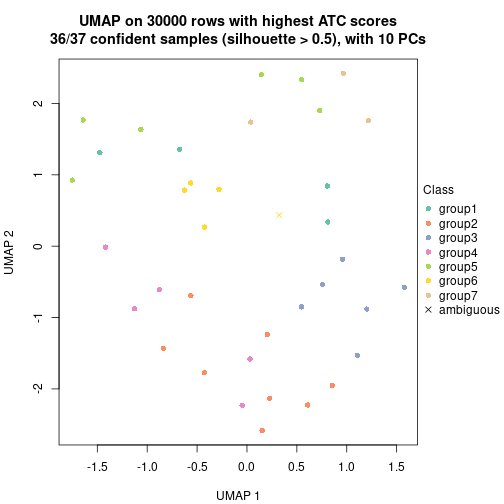 UMAP on 30000 rows with highest ATC scores
36/37 confident samples (silhouette > 0.5), with 10 PCs
UMAP 2
2
1
0
-1
-2
-1.5 -1.0 -0.5 0.0 0.5 1.0 1.5
UMAP 1
Class
group1
group2
group3
group4
group5
group6
group7
ambiguous